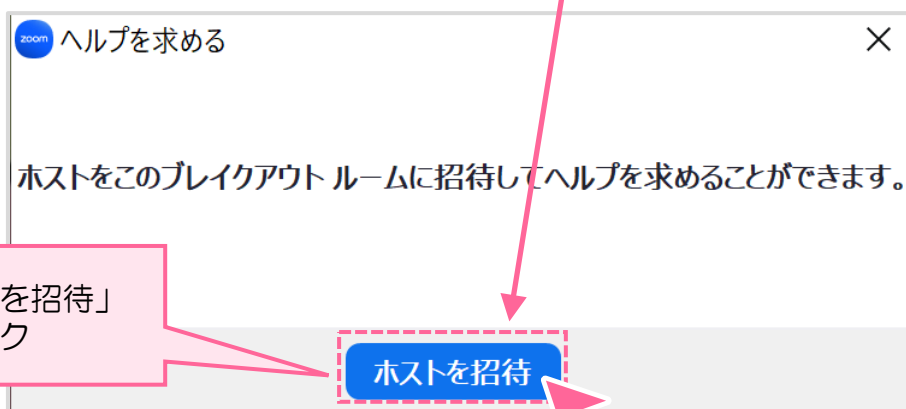 zoom ヘルプを求める
ホストをこのブレイクアウト ルームに招待してヘルプを求めることができます。
を招待」
ク
ホストを招待